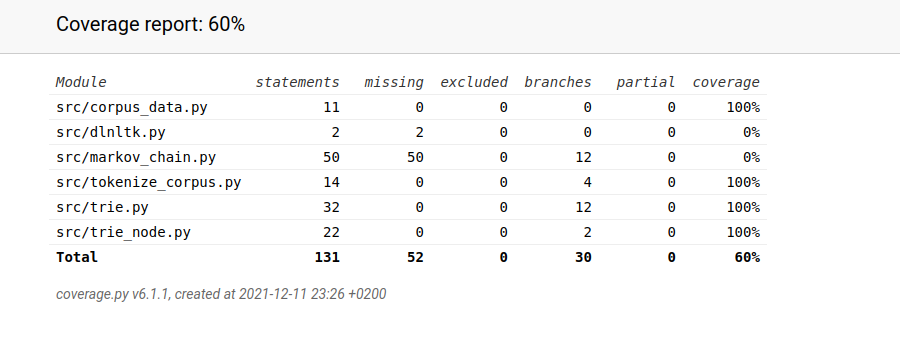 Coverage report: 60%
Module statements missing excluded branches partial coverage
src/corpus_data.py 11 0 0 0 0 100%
src/dlnltk.py 2 2 0 0 0 0%
src/markov_chain.py 50 50 0 12 0 0%
src/tokenize_corpus.py 14 0 0 4 0 100%
src/trie.py 32 0 0 12 0 100%
src/trie_node.py 22 0 0 2 0 100%
Total 131 52 0 30 0 60%
coverage.py v6.1.1, created at 2021-12-11 23:26 +0200